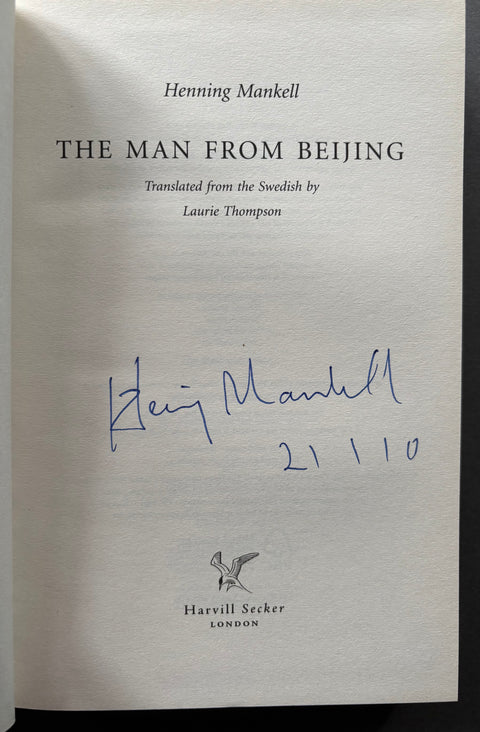 Henning Mankell
THE MAN FROM BEIJING
Translated from the Swedish by
Laurie Thompson
Henning Mankell
21 1 10
Harvill Secker
LONDON